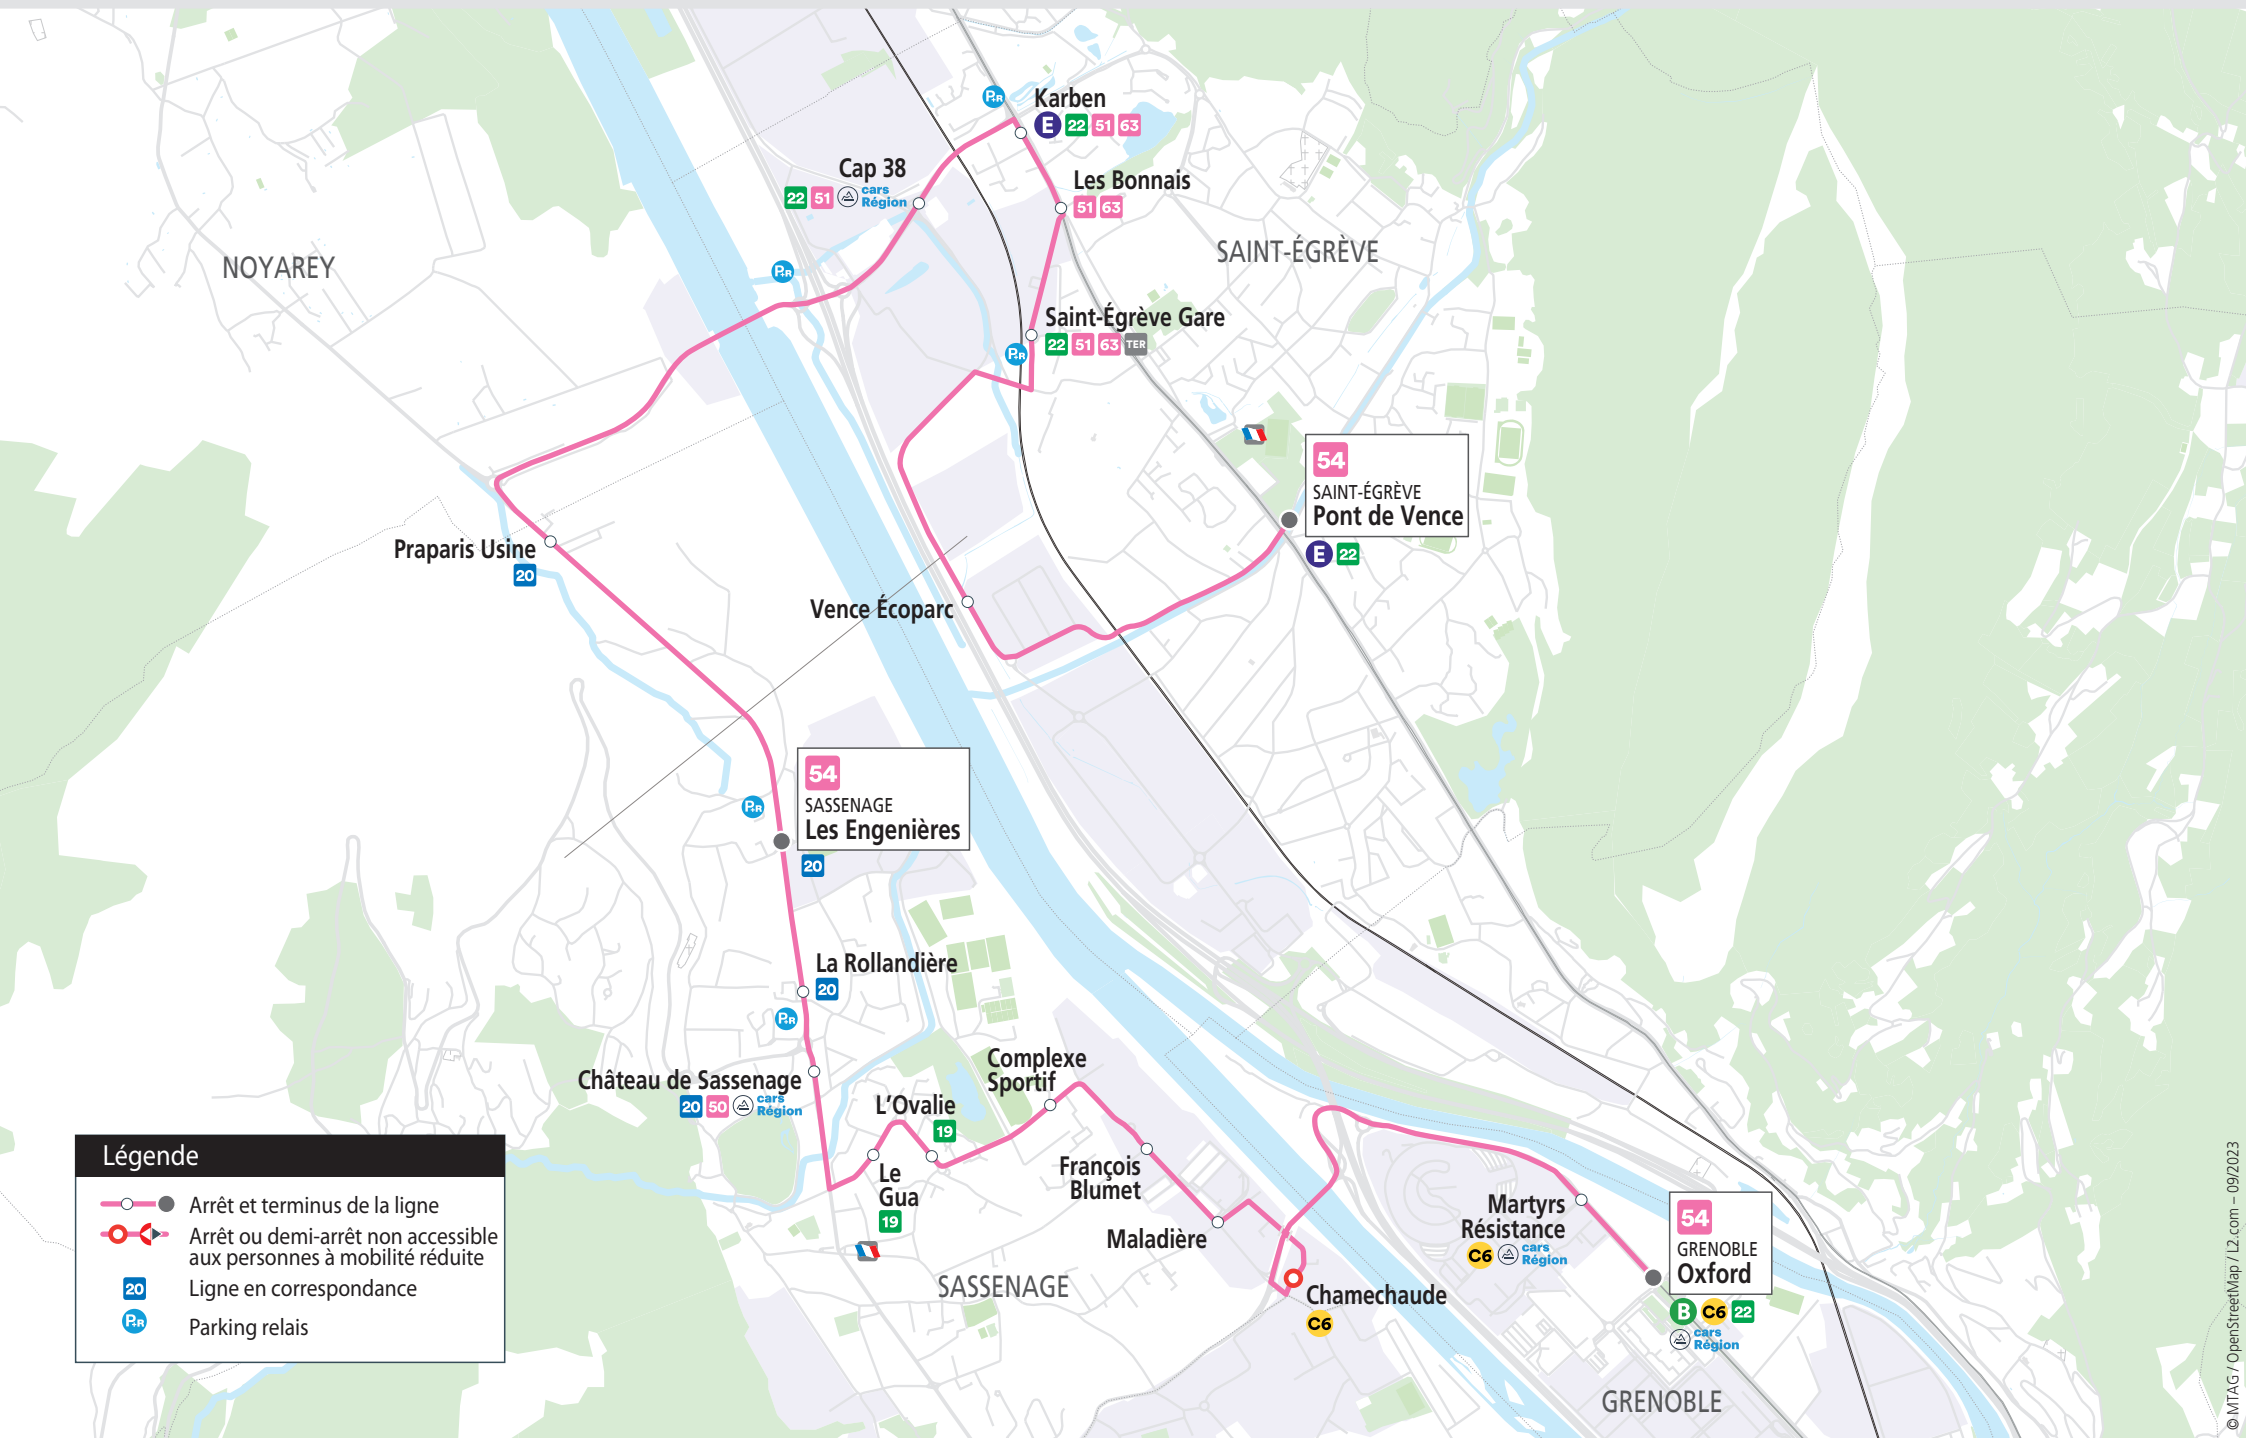 P+R
Karben
E 22 51 63
Cap 38
22 51 cars Région
Les Bonnais
51 63
NOYAREY
SAINT-ÉGRÈVE
P+R
Saint-Égrève Gare
22 51 63 TER
P+R
54
SAINT-ÉGRÈVE
Pont de Vence
E 22
Praparis Usine
20
Vence Écoparc
54
SASSENAGE
Les Engenières
20
P+R
La Rollandière
20
P+R
Château de Sassenage
20 50 cars Région
Complexe
Sportif
L'Ovalie
19
Le
Gua
19
François
Blumet
Maladière
SASSENAGE
Chamechaude
C6
Martyrs
Résistance
C6 cars Région
54
GRENOBLE
Oxford
B C6 22
cars Région
GRENOBLE
Légende
Arrêt et terminus de la ligne
Arrêt ou demi-arrêt non accessible
aux personnes à mobilité réduite
20 Ligne en correspondance
P+R Parking relais
© MTAG / OpenStreetMap / L2.com – 09/2023